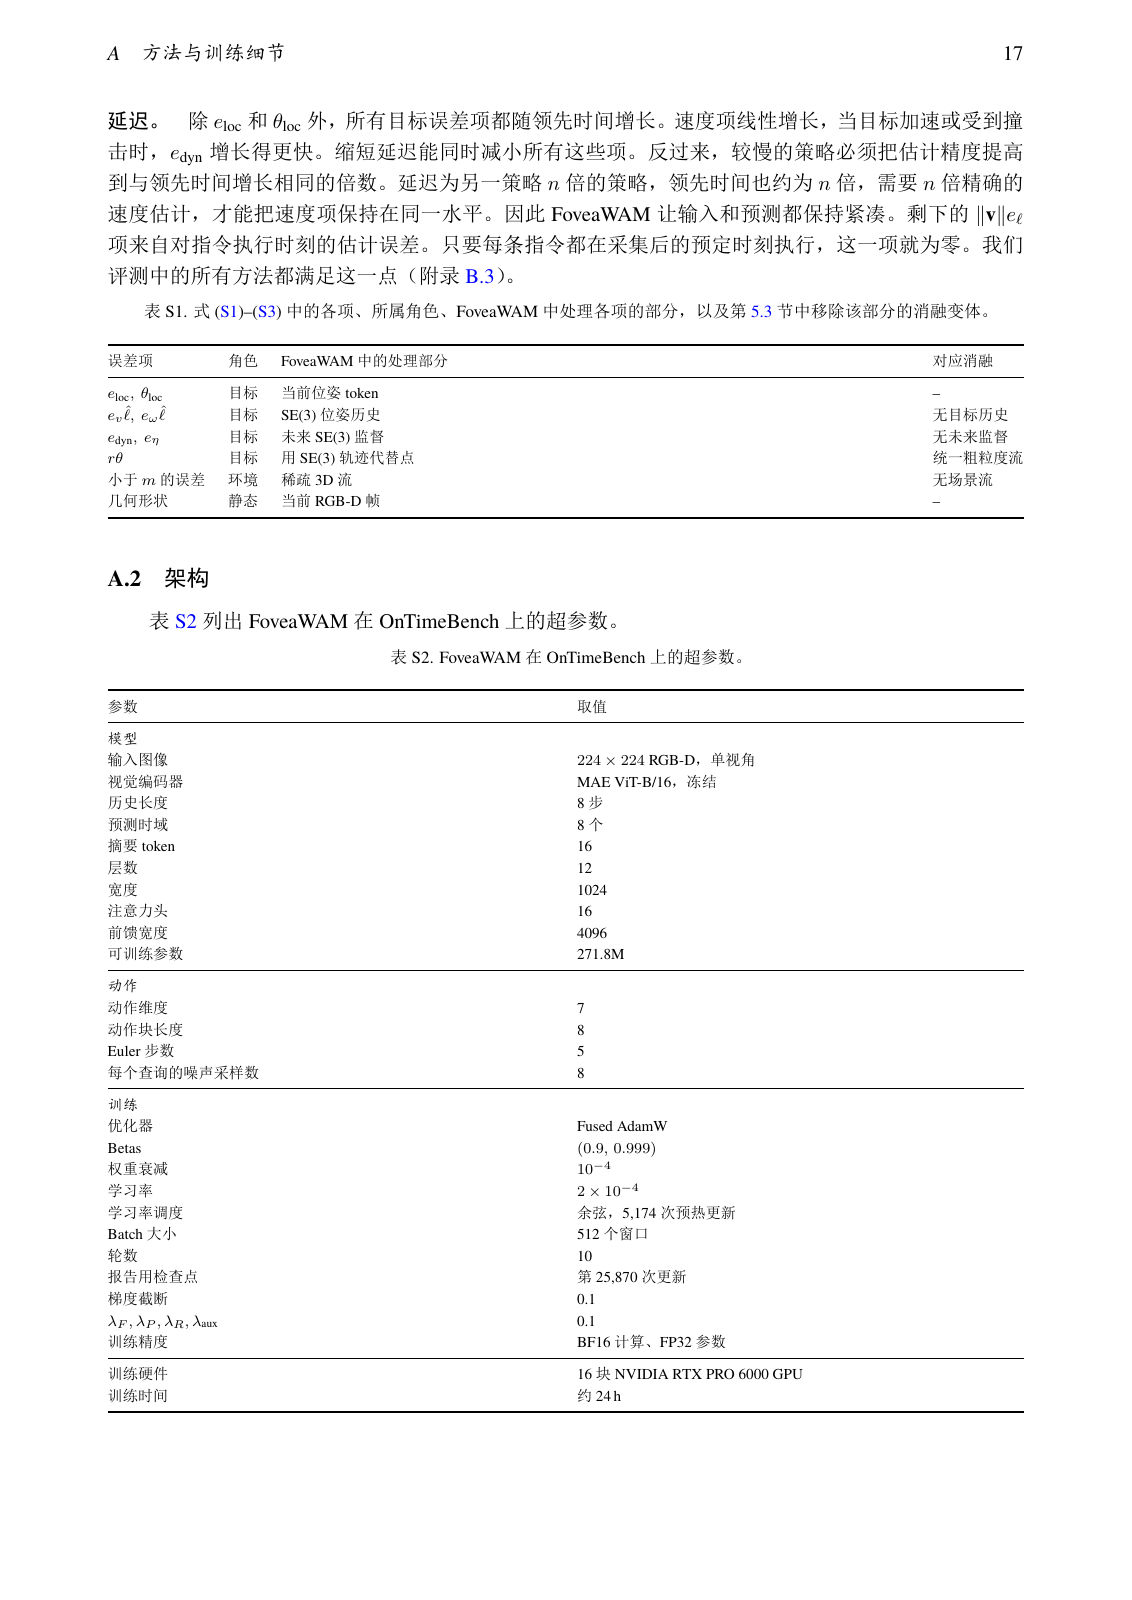 A 方法与训练细节 17
延迟。 除 e_loc 和 θ_loc 外，所有目标误差项都随领先时间增长。速度项线性增长，当目标加速或受到撞
击时，e_dyn 增长得更快。缩短延迟能同时减小所有这些项。反过来，较慢的策略必须把估计精度提高
到与领先时间增长相同的倍数。延迟为另一策略 n 倍的策略，领先时间也约为 n 倍，需要 n 倍精确的
速度估计，才能把速度项保持在同一水平。因此 FoveaWAM 让输入和预测都保持紧凑。剩下的 ‖v‖e_ℓ
项来自对指令执行时刻的估计误差。只要每条指令都在采集后的预定时刻执行，这一项就为零。我们
评测中的所有方法都满足这一点（附录 B.3）。
表 S1. 式 (S1)–(S3) 中的各项、所属角色、FoveaWAM 中处理各项的部分，以及第 5.3 节中移除该部分的消融变体。
误差项 角色 FoveaWAM 中的处理部分 对应消融
e_loc, θ_loc 目标 当前位姿 token –
e_v ℓ̂, e_ω ℓ̂ 目标 SE(3) 位姿历史 无目标历史
e_dyn, e_η 目标 未来 SE(3) 监督 无未来监督
rθ 目标 用 SE(3) 轨迹代替点 统一粗粒度流
小于 m 的误差 环境 稀疏 3D 流 无场景流
几何形状 静态 当前 RGB-D 帧 –
A.2 架构
表 S2 列出 FoveaWAM 在 OnTimeBench 上的超参数。
表 S2. FoveaWAM 在 OnTimeBench 上的超参数。
参数 取值
模型
输入图像 224 × 224 RGB-D，单视角
视觉编码器 MAE ViT-B/16，冻结
历史长度 8 步
预测时域 8 个
摘要 token 16
层数 12
宽度 1024
注意力头 16
前馈宽度 4096
可训练参数 271.8M
动作
动作维度 7
动作块长度 8
Euler 步数 5
每个查询的噪声采样数 8
训练
优化器 Fused AdamW
Betas (0.9, 0.999)
权重衰减 10⁻⁴
学习率 2 × 10⁻⁴
学习率调度 余弦，5,174 次预热更新
Batch 大小 512 个窗口
轮数 10
报告用检查点 第 25,870 次更新
梯度截断 0.1
λ_F, λ_P, λ_R, λ_aux 0.1
训练精度 BF16 计算、FP32 参数
训练硬件 16 块 NVIDIA RTX PRO 6000 GPU
训练时间 约 24 h